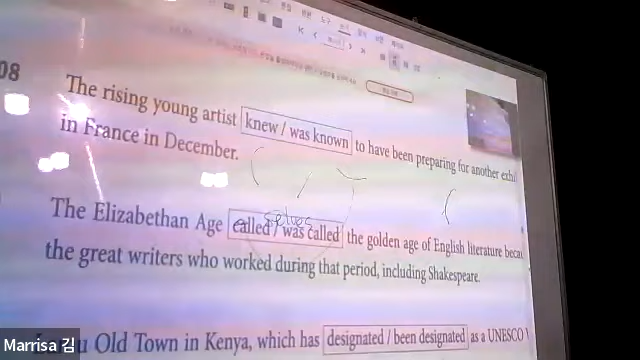 08
The rising young artist knew / was known to have been preparing for another exhi
in France in December.
The Elizabethan Age called / was called the golden age of English literature becau
the great writers who worked during that period, including Shakespeare.
u Old Town in Kenya, which has designated / been designated as a UNESCO
Marrisa 김